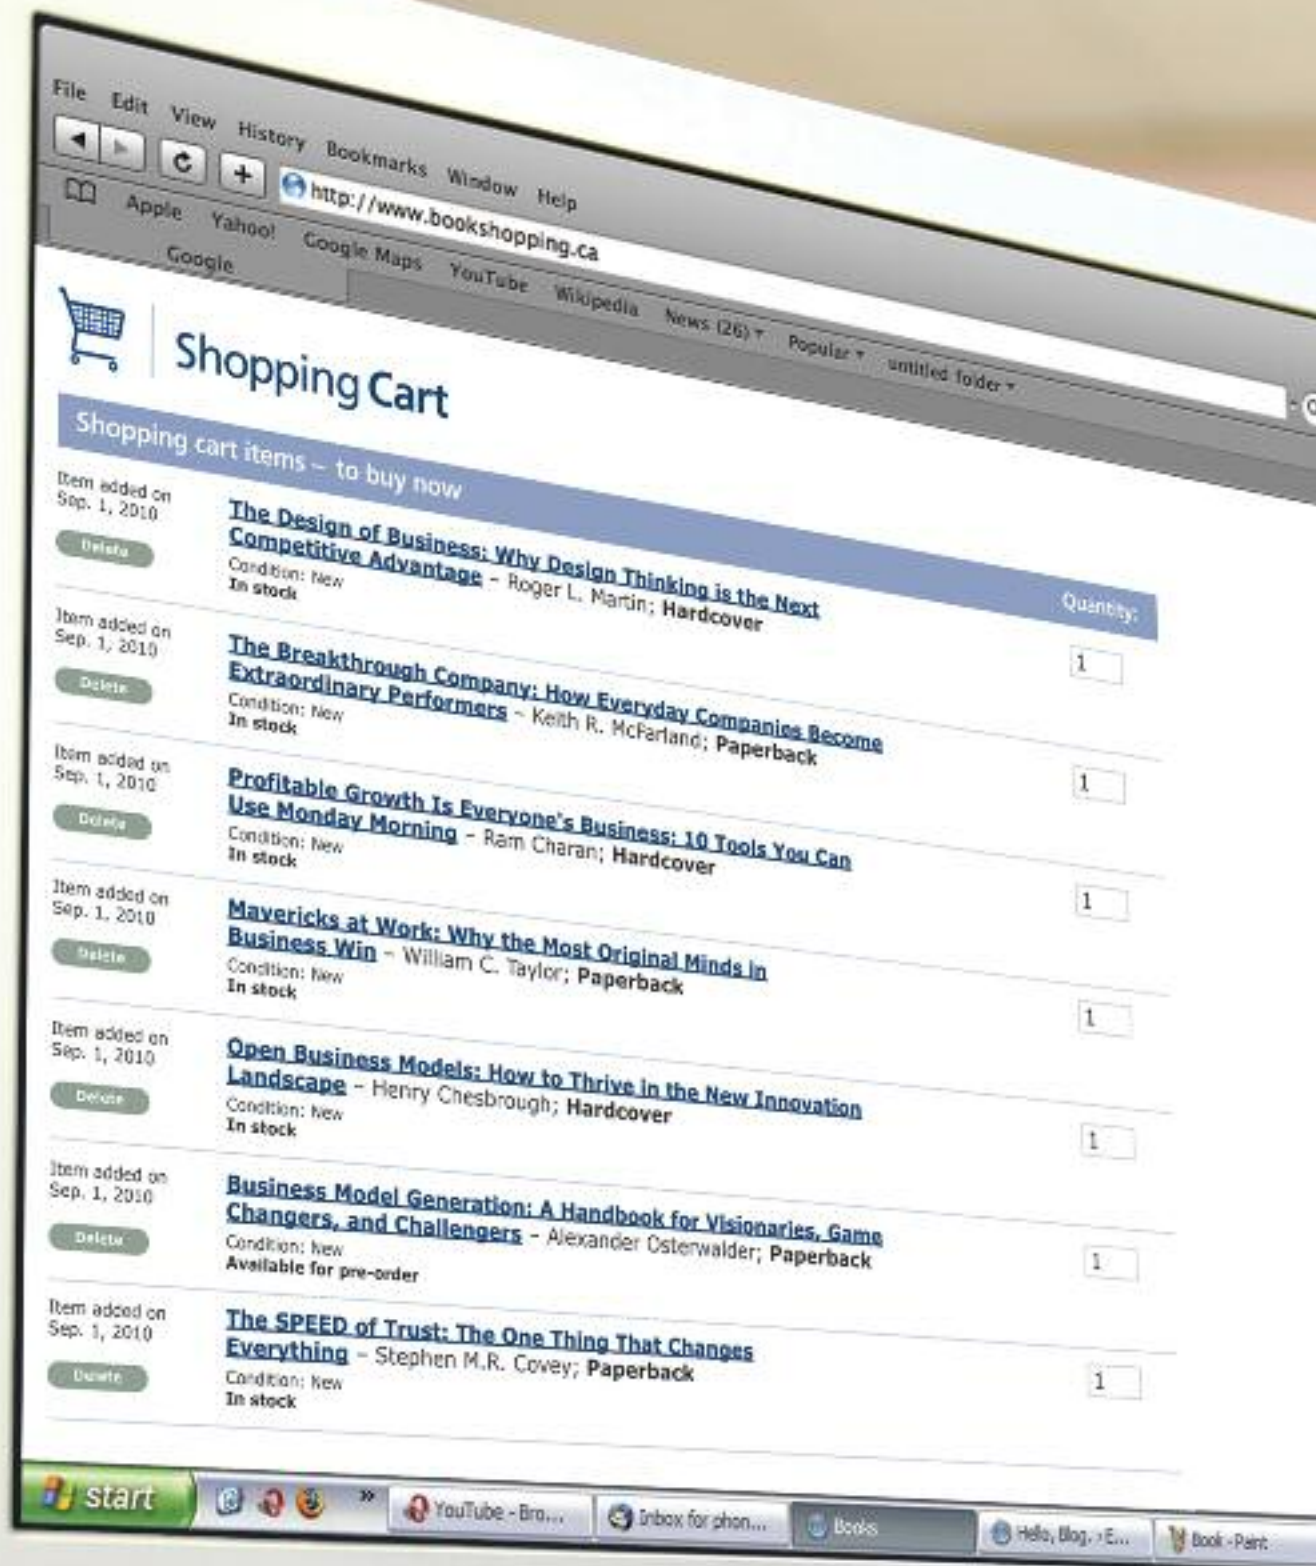 File Edit View History Bookmarks Window Help
http://www.bookshopping.ca
Apple Yahoo! Google Maps YouTube Wikipedia News (26) Popular untitled folder
Google
Shopping Cart
Shopping cart items – to buy now
Quantity:
Item added on
Sep. 1, 2010
Delete
The Design of Business: Why Design Thinking is the Next
Competitive Advantage – Roger L. Martin; Hardcover
Condition: New
In stock
1
Item added on
Sep. 1, 2010
Delete
The Breakthrough Company: How Everyday Companies Become
Extraordinary Performers – Keith R. McFarland; Paperback
Condition: New
In stock
1
Item added on
Sep. 1, 2010
Delete
Profitable Growth Is Everyone's Business: 10 Tools You Can
Use Monday Morning – Ram Charan; Hardcover
Condition: New
In stock
1
Item added on
Sep. 1, 2010
Delete
Mavericks at Work: Why the Most Original Minds in
Business Win – William C. Taylor; Paperback
Condition: New
In stock
1
Item added on
Sep. 1, 2010
Delete
Open Business Models: How to Thrive in the New Innovation
Landscape – Henry Chesbrough; Hardcover
Condition: New
In stock
1
Item added on
Sep. 1, 2010
Delete
Business Model Generation: A Handbook for Visionaries, Game
Changers, and Challengers – Alexander Osterwalder; Paperback
Condition: New
Available for pre-order
1
Item added on
Sep. 1, 2010
Delete
The SPEED of Trust: The One Thing That Changes
Everything – Stephen M.R. Covey; Paperback
Condition: New
In stock
1
start
YouTube - Bro...
Inbox for phon...
Books
Hello, Blog. › E...
Book - Paint